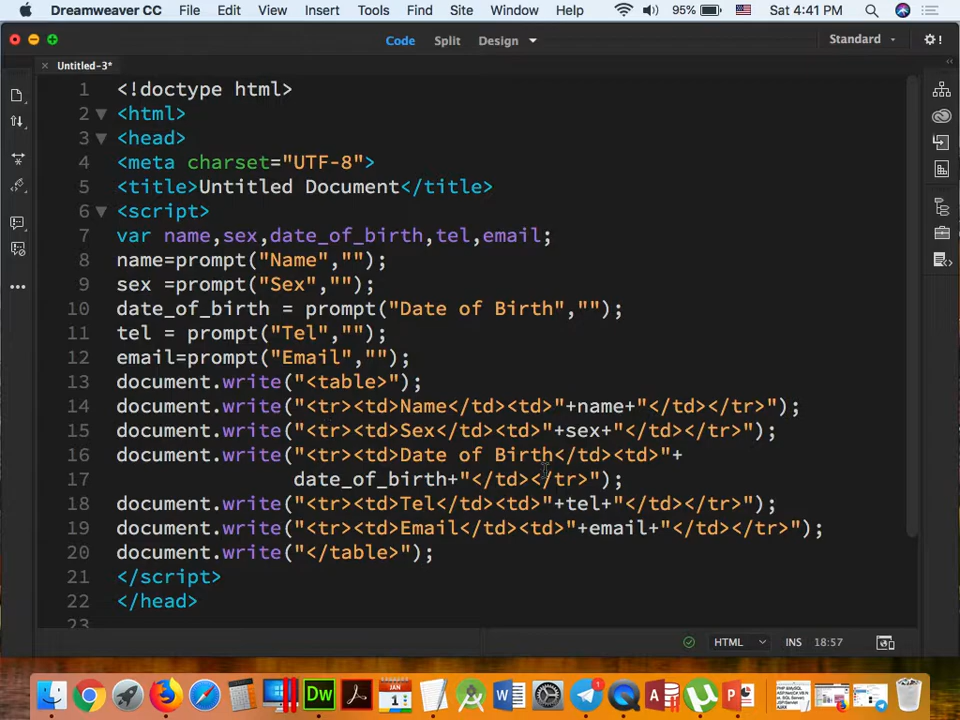 Dreamweaver CC File Edit View Insert Tools Find Site Window Help 95% Sat 4:41 PM
Code Split Design Standard
Untitled-3*
1 <!doctype html>
2 <html>
3 <head>
4 <meta charset="UTF-8">
5 <title>Untitled Document</title>
6 <script>
7 var name,sex,date_of_birth,tel,email;
8 name=prompt("Name","");
9 sex =prompt("Sex","");
10 date_of_birth = prompt("Date of Birth","");
11 tel = prompt("Tel","");
12 email=prompt("Email","");
13 document.write("<table>");
14 document.write("<tr><td>Name</td><td>"+name+"</td></tr>");
15 document.write("<tr><td>Sex</td><td>"+sex+"</td></tr>");
16 document.write("<tr><td>Date of Birth</td><td>"+
17 date_of_birth+"</td></tr>");
18 document.write("<tr><td>Tel</td><td>"+tel+"</td></tr>");
19 document.write("<tr><td>Email</td><td>"+email+"</td></tr>");
20 document.write("</table>");
21 </script>
22 </head>
23
HTML INS 18:57
Dw JAN 1 W 1 A P